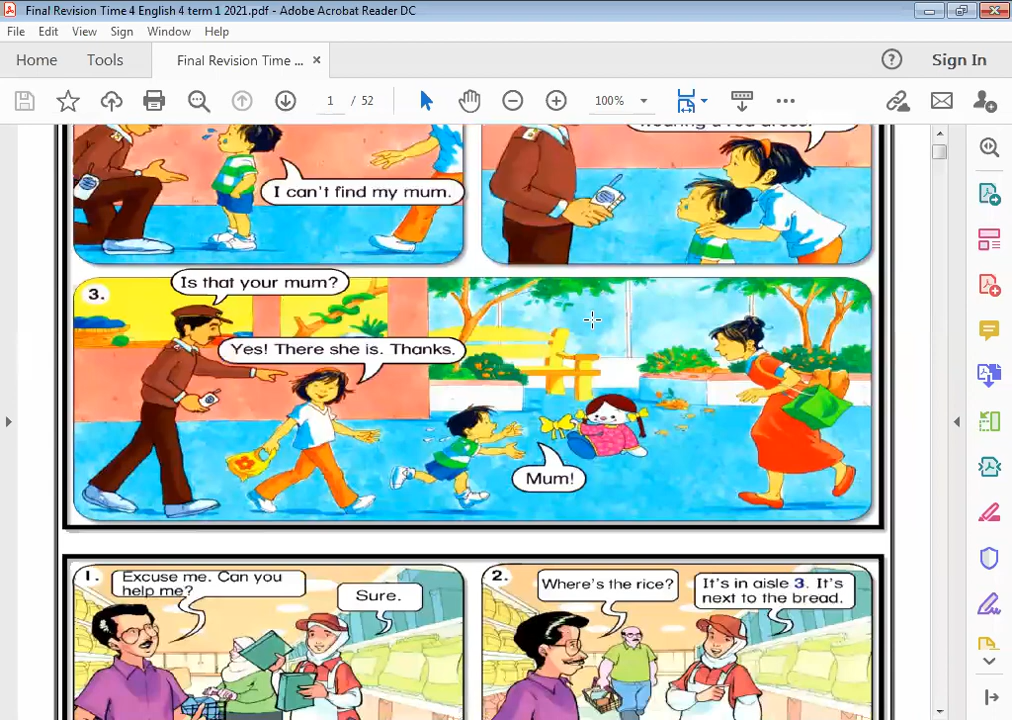 Final Revision Time 4 English 4 term 1 2021.pdf - Adobe Acrobat Reader DC
File Edit View Sign Window Help
Home Tools Final Revision Time ... × Sign In
1 / 52 100%
wearing a red dress.
I can't find my mum.
3.
Is that your mum?
Yes! There she is. Thanks.
Mum!
1.
Excuse me. Can you
help me?
Sure.
2.
Where's the rice?
It's in aisle 3. It's
next to the bread.